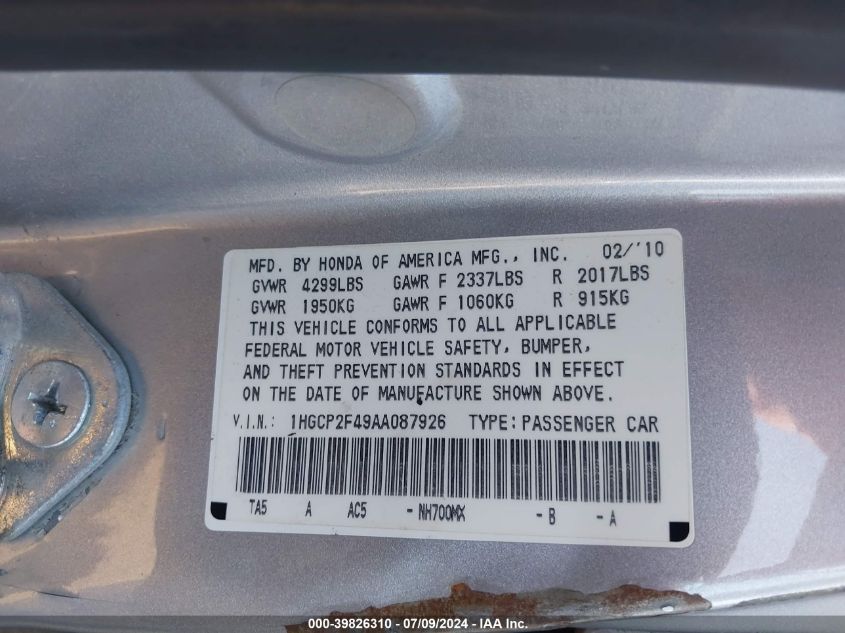 MFD. BY HONDA OF AMERICA MFG., INC. 02/'10
GVWR 4299LBS GAWR F 2337LBS R 2017LBS
GVWR 1950KG GAWR F 1060KG R 915KG
THIS VEHICLE CONFORMS TO ALL APPLICABLE
FEDERAL MOTOR VEHICLE SAFETY, BUMPER,
AND THEFT PREVENTION STANDARDS IN EFFECT
ON THE DATE OF MANUFACTURE SHOWN ABOVE.
V.I.N.: 1HGCP2F49AA087926 TYPE: PASSENGER CAR
TA5 A AC5 - NH700MX - B - A
000-39826310 - 07/09/2024 - IAA Inc.